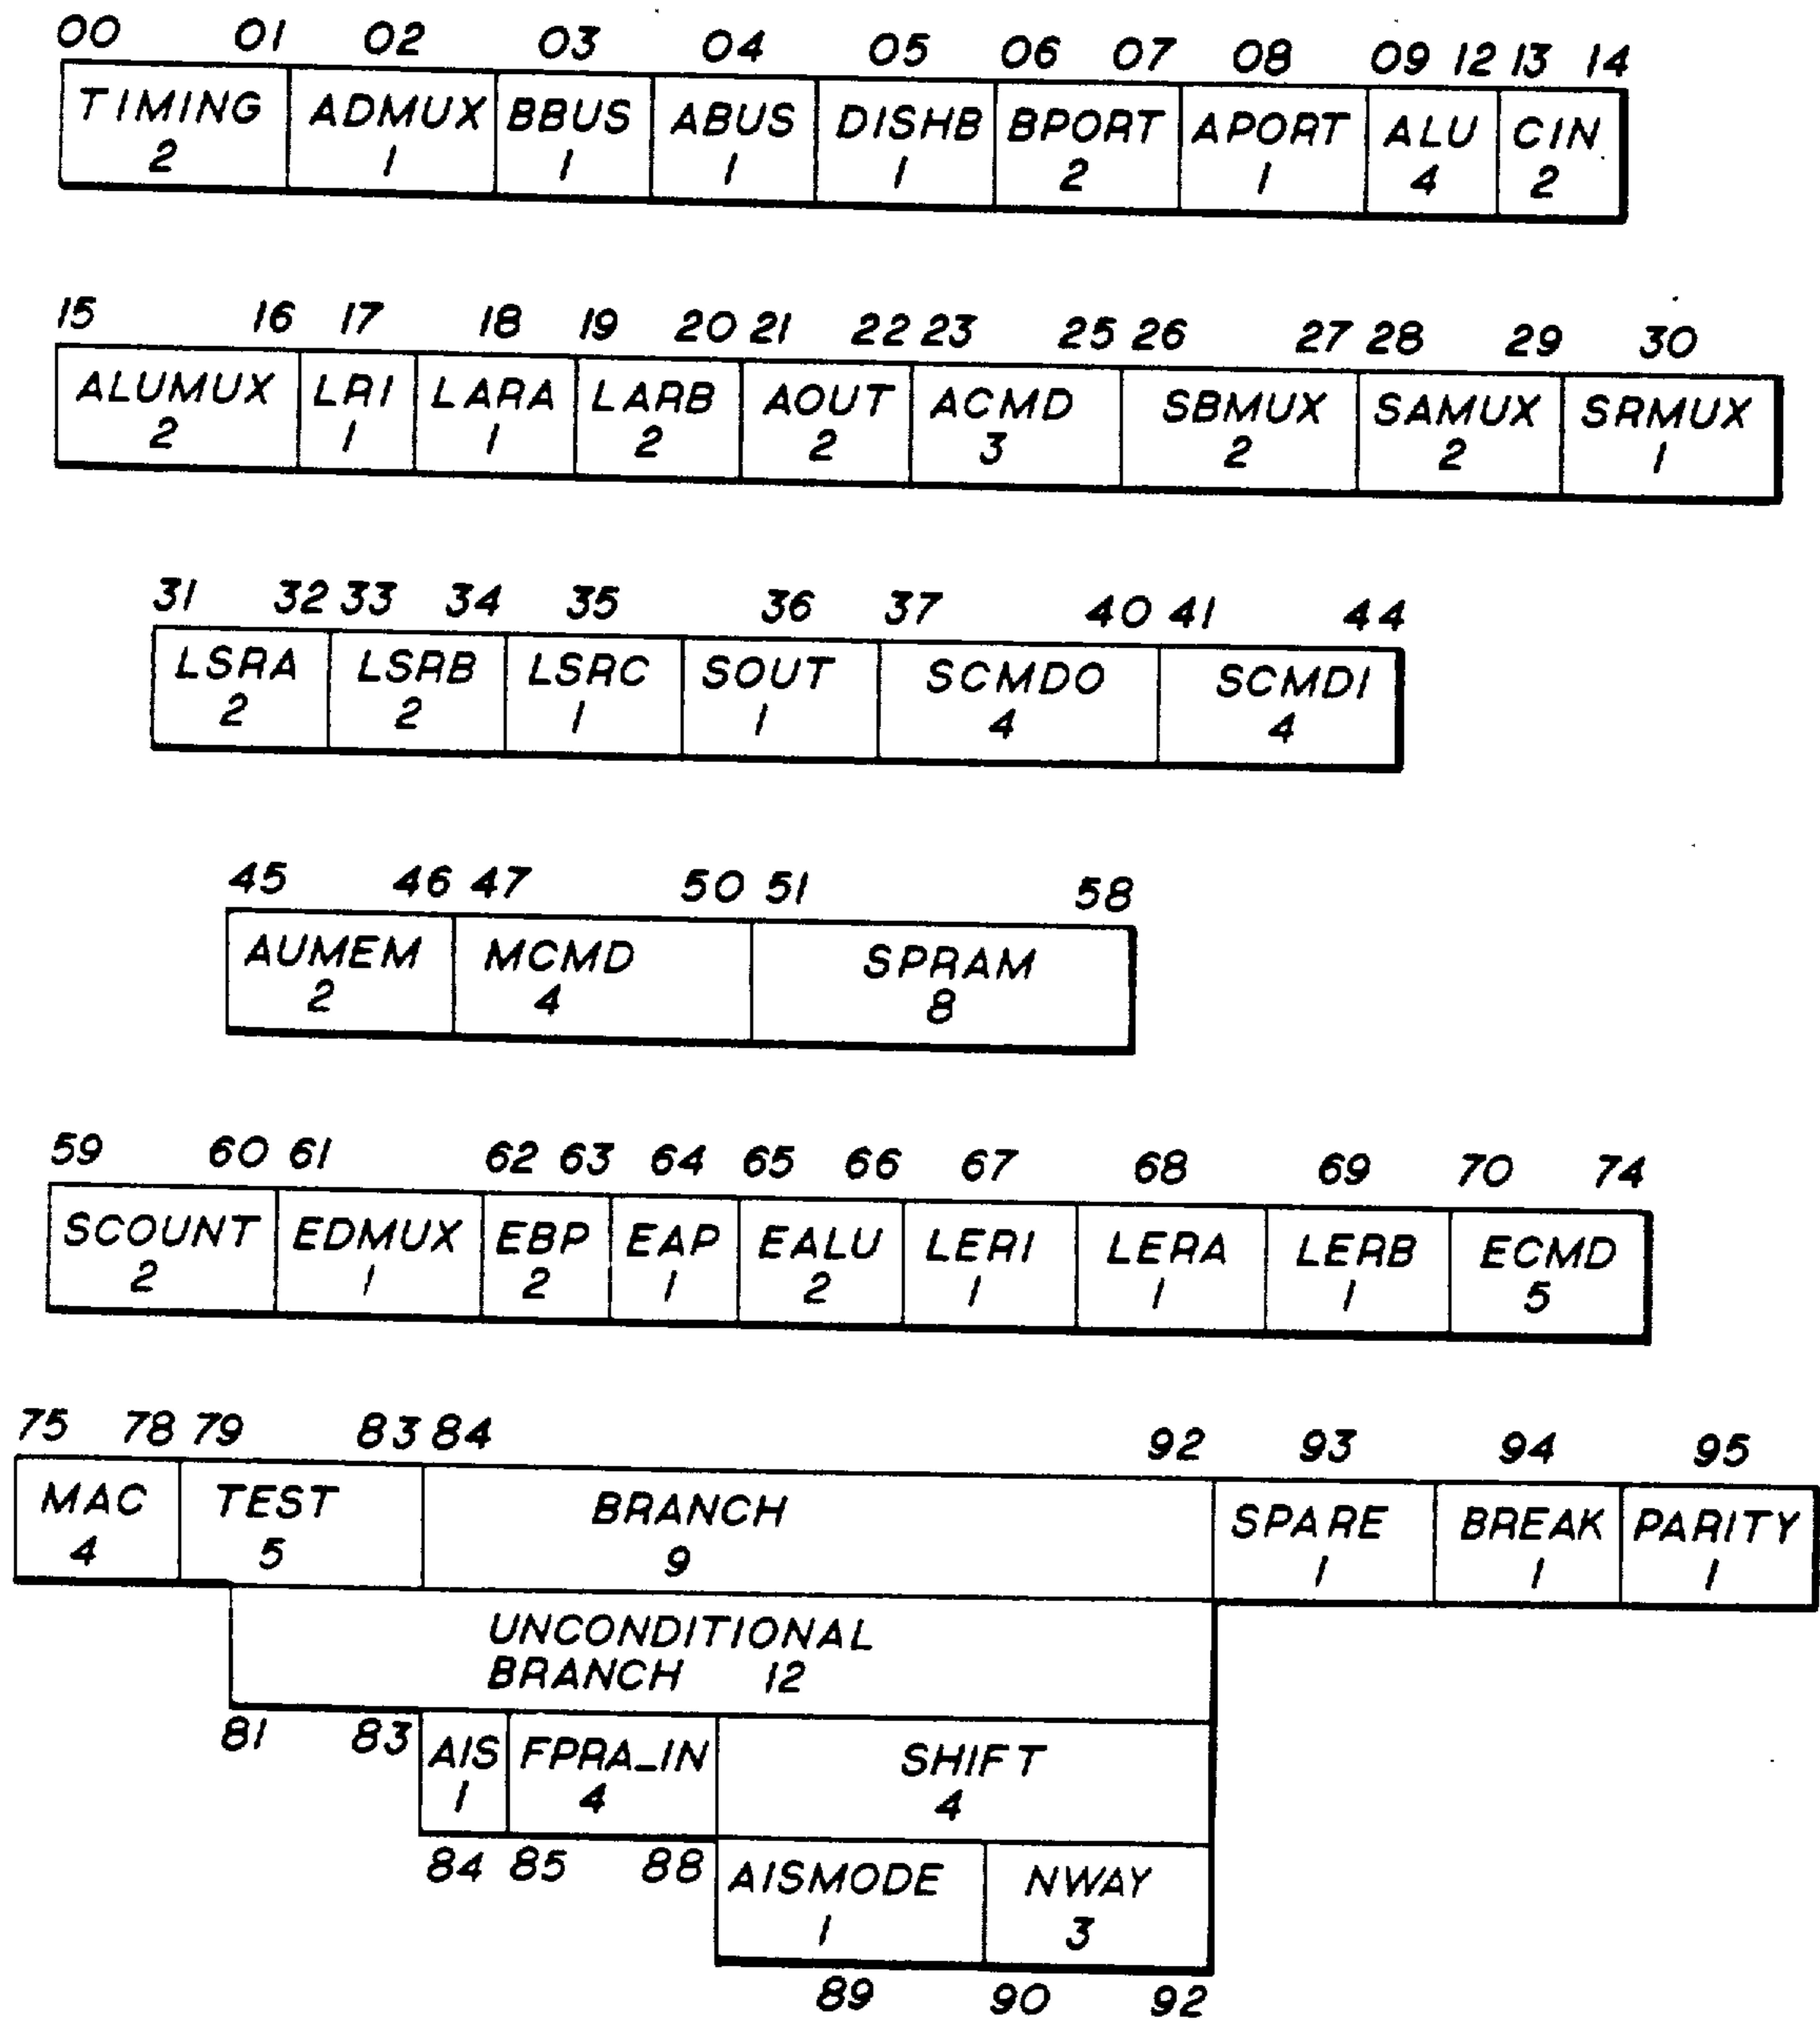 00 01 02 03 04 05 06 07 08 09 12 13 14
TIMING ADMUX BBUS ABUS DISHB BPORT APORT ALU CIN
2 1 1 1 1 2 1 4 2
15 16 17 18 19 20 21 22 23 25 26 27 28 29 30
ALUMUX LRI LARA LARB AOUT ACMD SBMUX SAMUX SRMUX
2 1 1 2 2 3 2 2 1
31 32 33 34 35 36 37 40 41 44
LSRA LSRB LSRC SOUT SCMDO SCMDI
2 2 1 1 4 4
45 46 47 50 51 58
AUMEM MCMD SPRAM
2 4 8
59 60 61 62 63 64 65 66 67 68 69 70 74
SCOUNT EDMUX EBP EAP EALU LERI LERA LERB ECMD
2 1 2 1 2 1 1 1 5
75 78 79 83 84 92 93 94 95
MAC TEST BRANCH SPARE BREAK PARITY
4 5 9 1 1 1
UNCONDITIONAL
BRANCH 12
81 83 AIS FPRA_IN SHIFT
1 4 4
84 85 88 AISMODE NWAY
1 3
89 90 92